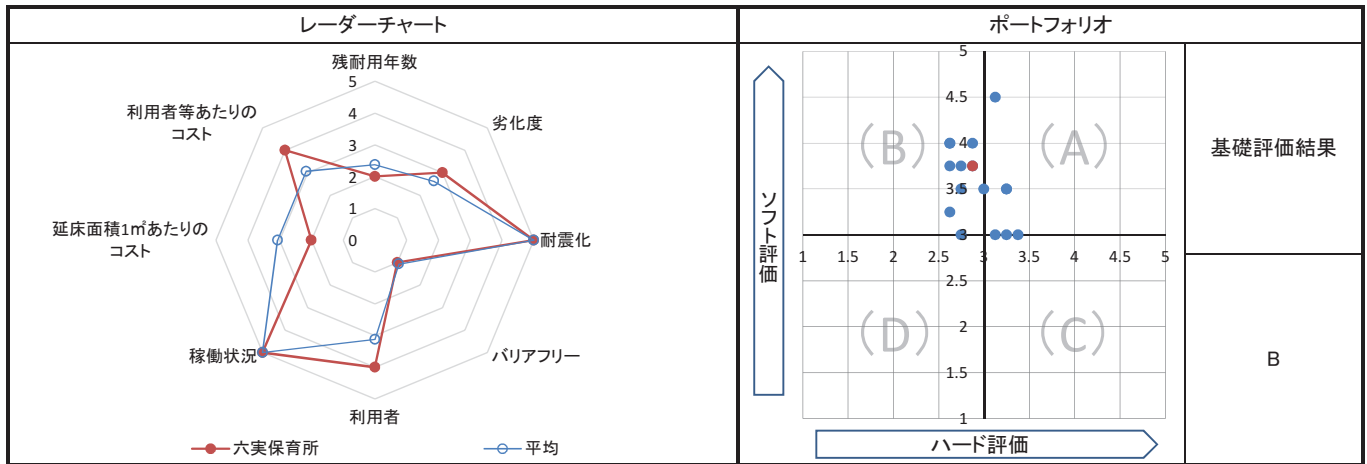 レーダーチャート
残耐用年数
劣化度
耐震化
バリアフリー
利用者
稼働状況
延床面積1㎡あたりの
コスト
利用者等あたりの
コスト
5
4
3
2
1
0
六実保育所
平均
ポートフォリオ
ソフト評価
5
4.5
4
3.5
3
2.5
2
1.5
1
(B)
(A)
(D)
(C)
1 1.5 2 2.5 3 3.5 4 4.5 5
ハード評価
基礎評価結果
B